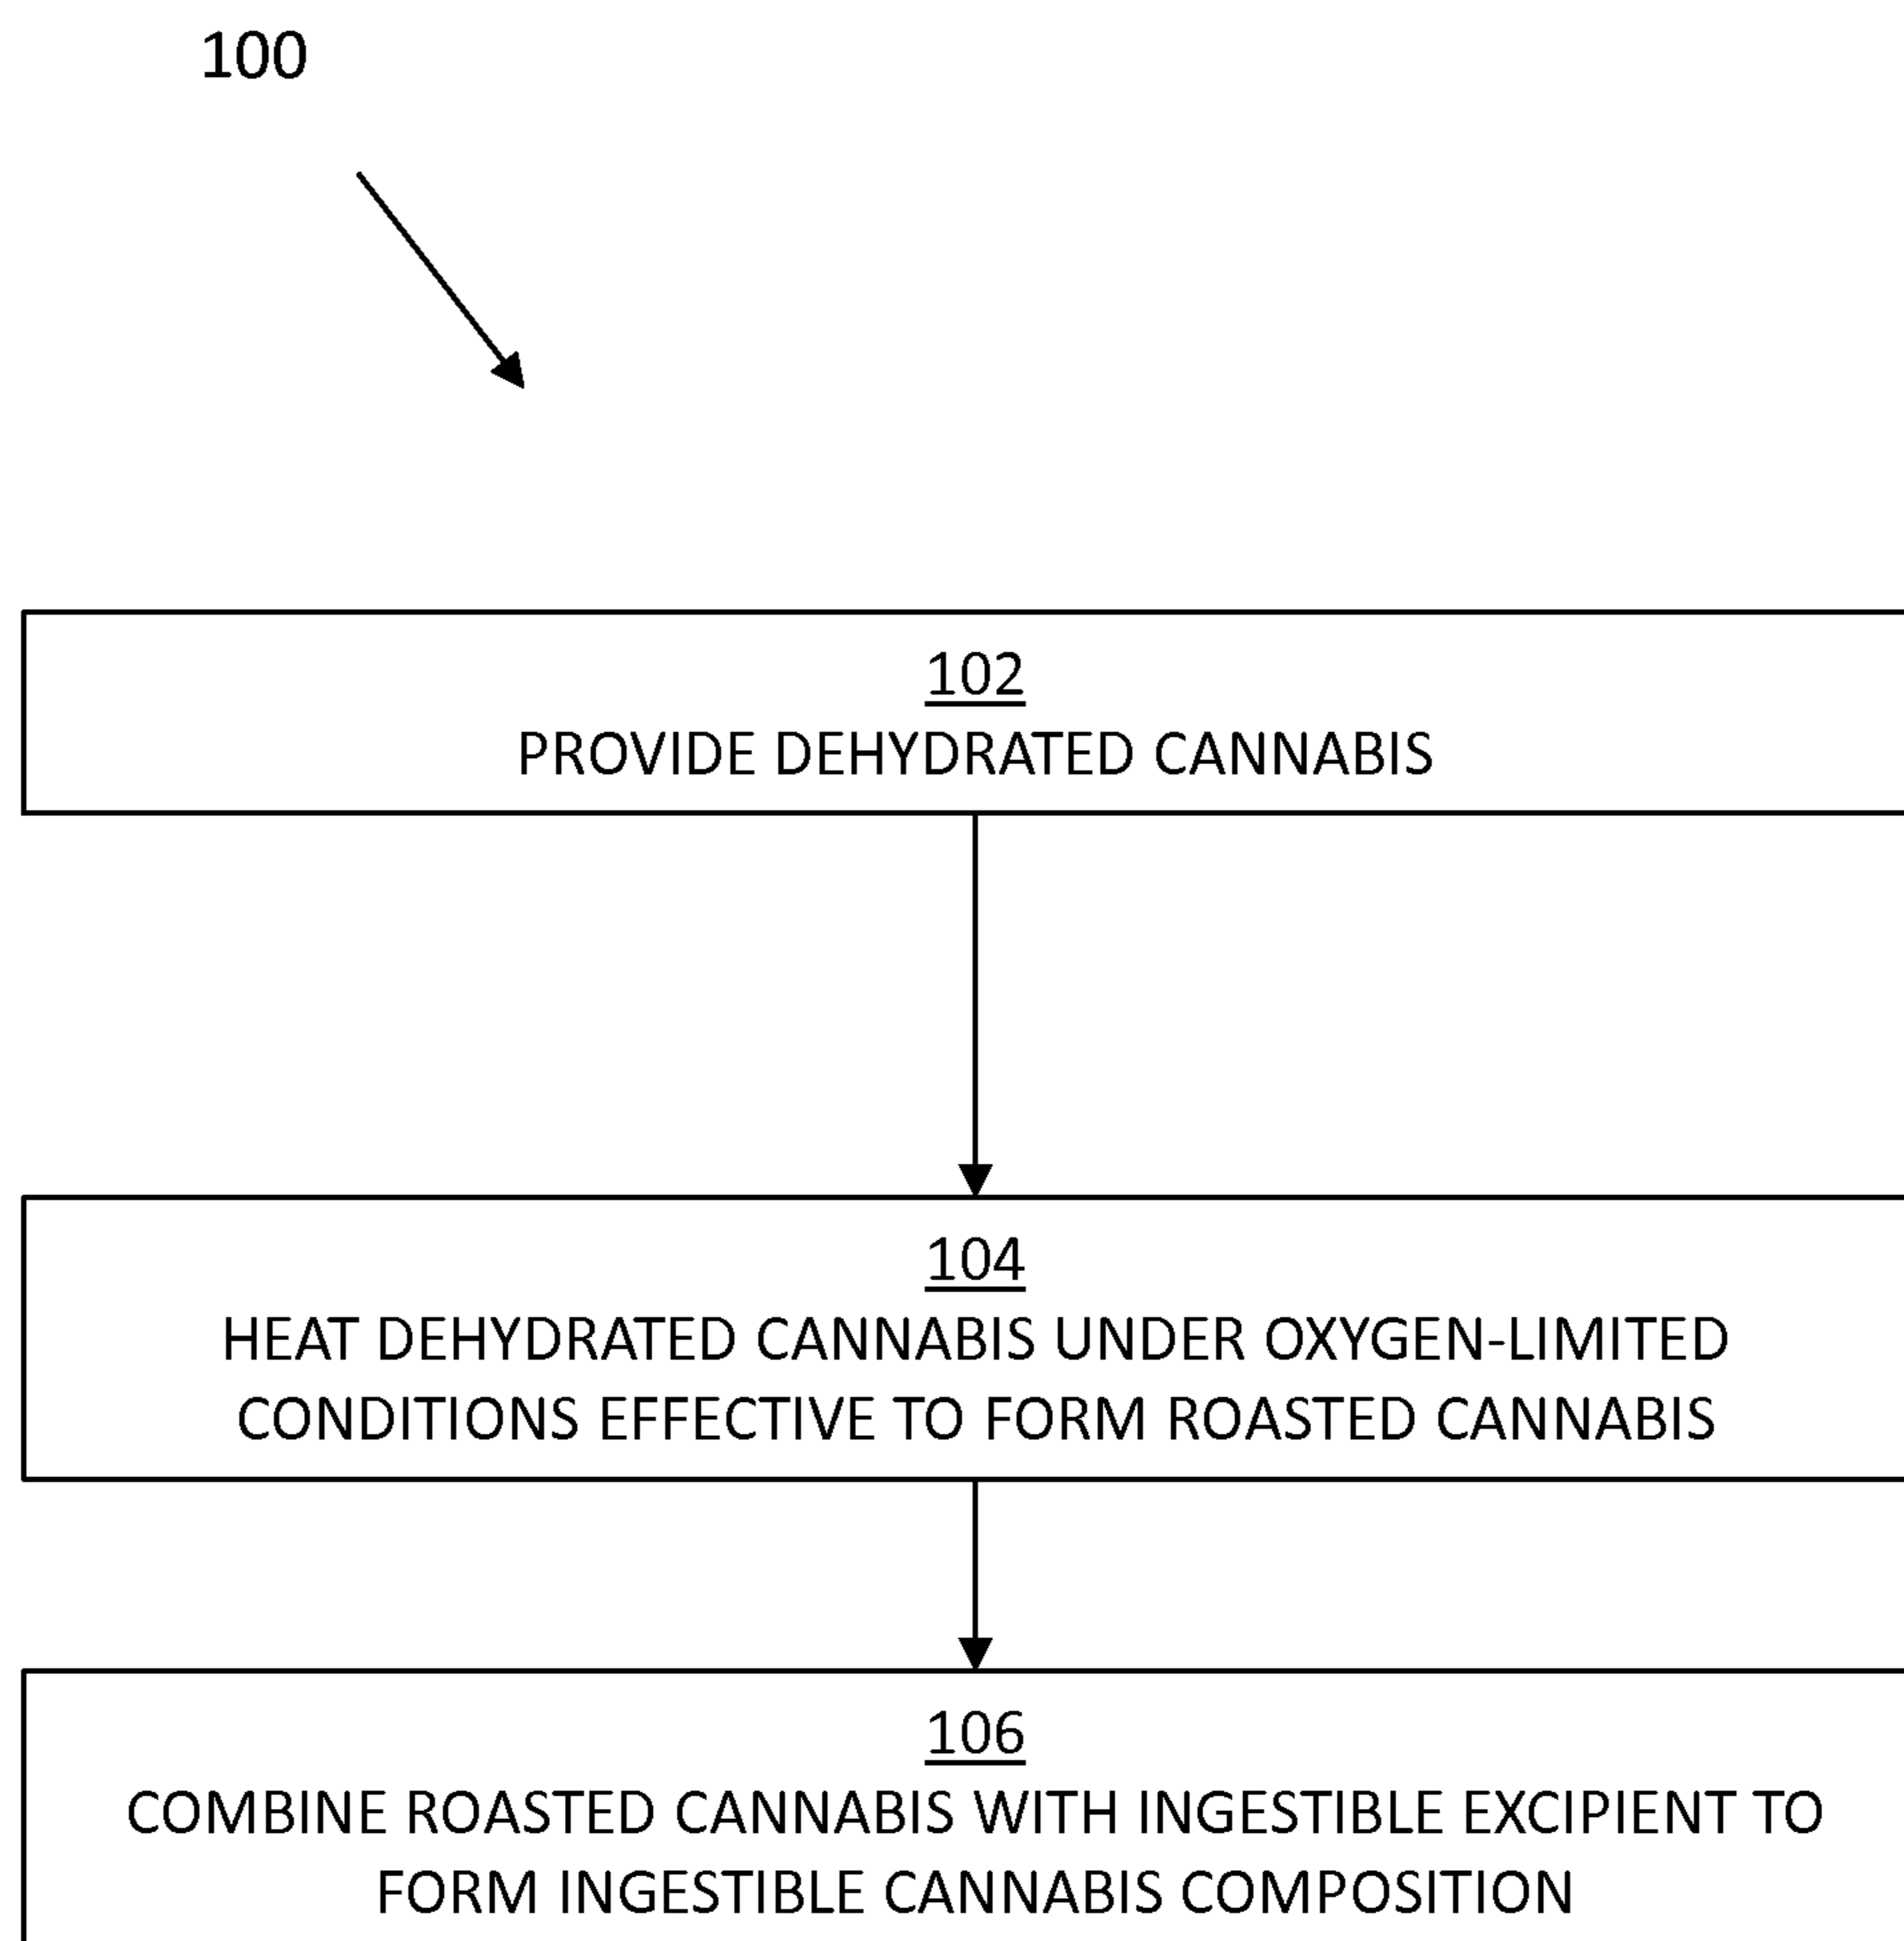 100
102
PROVIDE DEHYDRATED CANNABIS
104
HEAT DEHYDRATED CANNABIS UNDER OXYGEN-LIMITED
CONDITIONS EFFECTIVE TO FORM ROASTED CANNABIS
106
COMBINE ROASTED CANNABIS WITH INGESTIBLE EXCIPIENT TO
FORM INGESTIBLE CANNABIS COMPOSITION